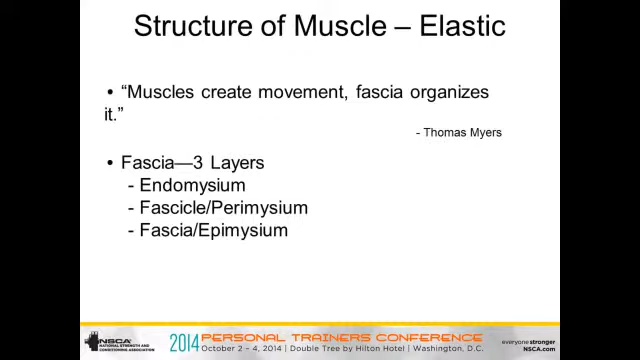 Structure of Muscle – Elastic
• “Muscles create movement, fascia organizes
it.”
- Thomas Myers
• Fascia—3 Layers
- Endomysium
- Fascicle/Perimysium
- Fascia/Epimysium
NSCA
NATIONAL STRENGTH AND
CONDITIONING ASSOCIATION
2014 PERSONAL TRAINERS CONFERENCE
October 2 – 4, 2014 | Double Tree by Hilton Hotel | Washington, D.C.
everyone stronger
NSCA.com